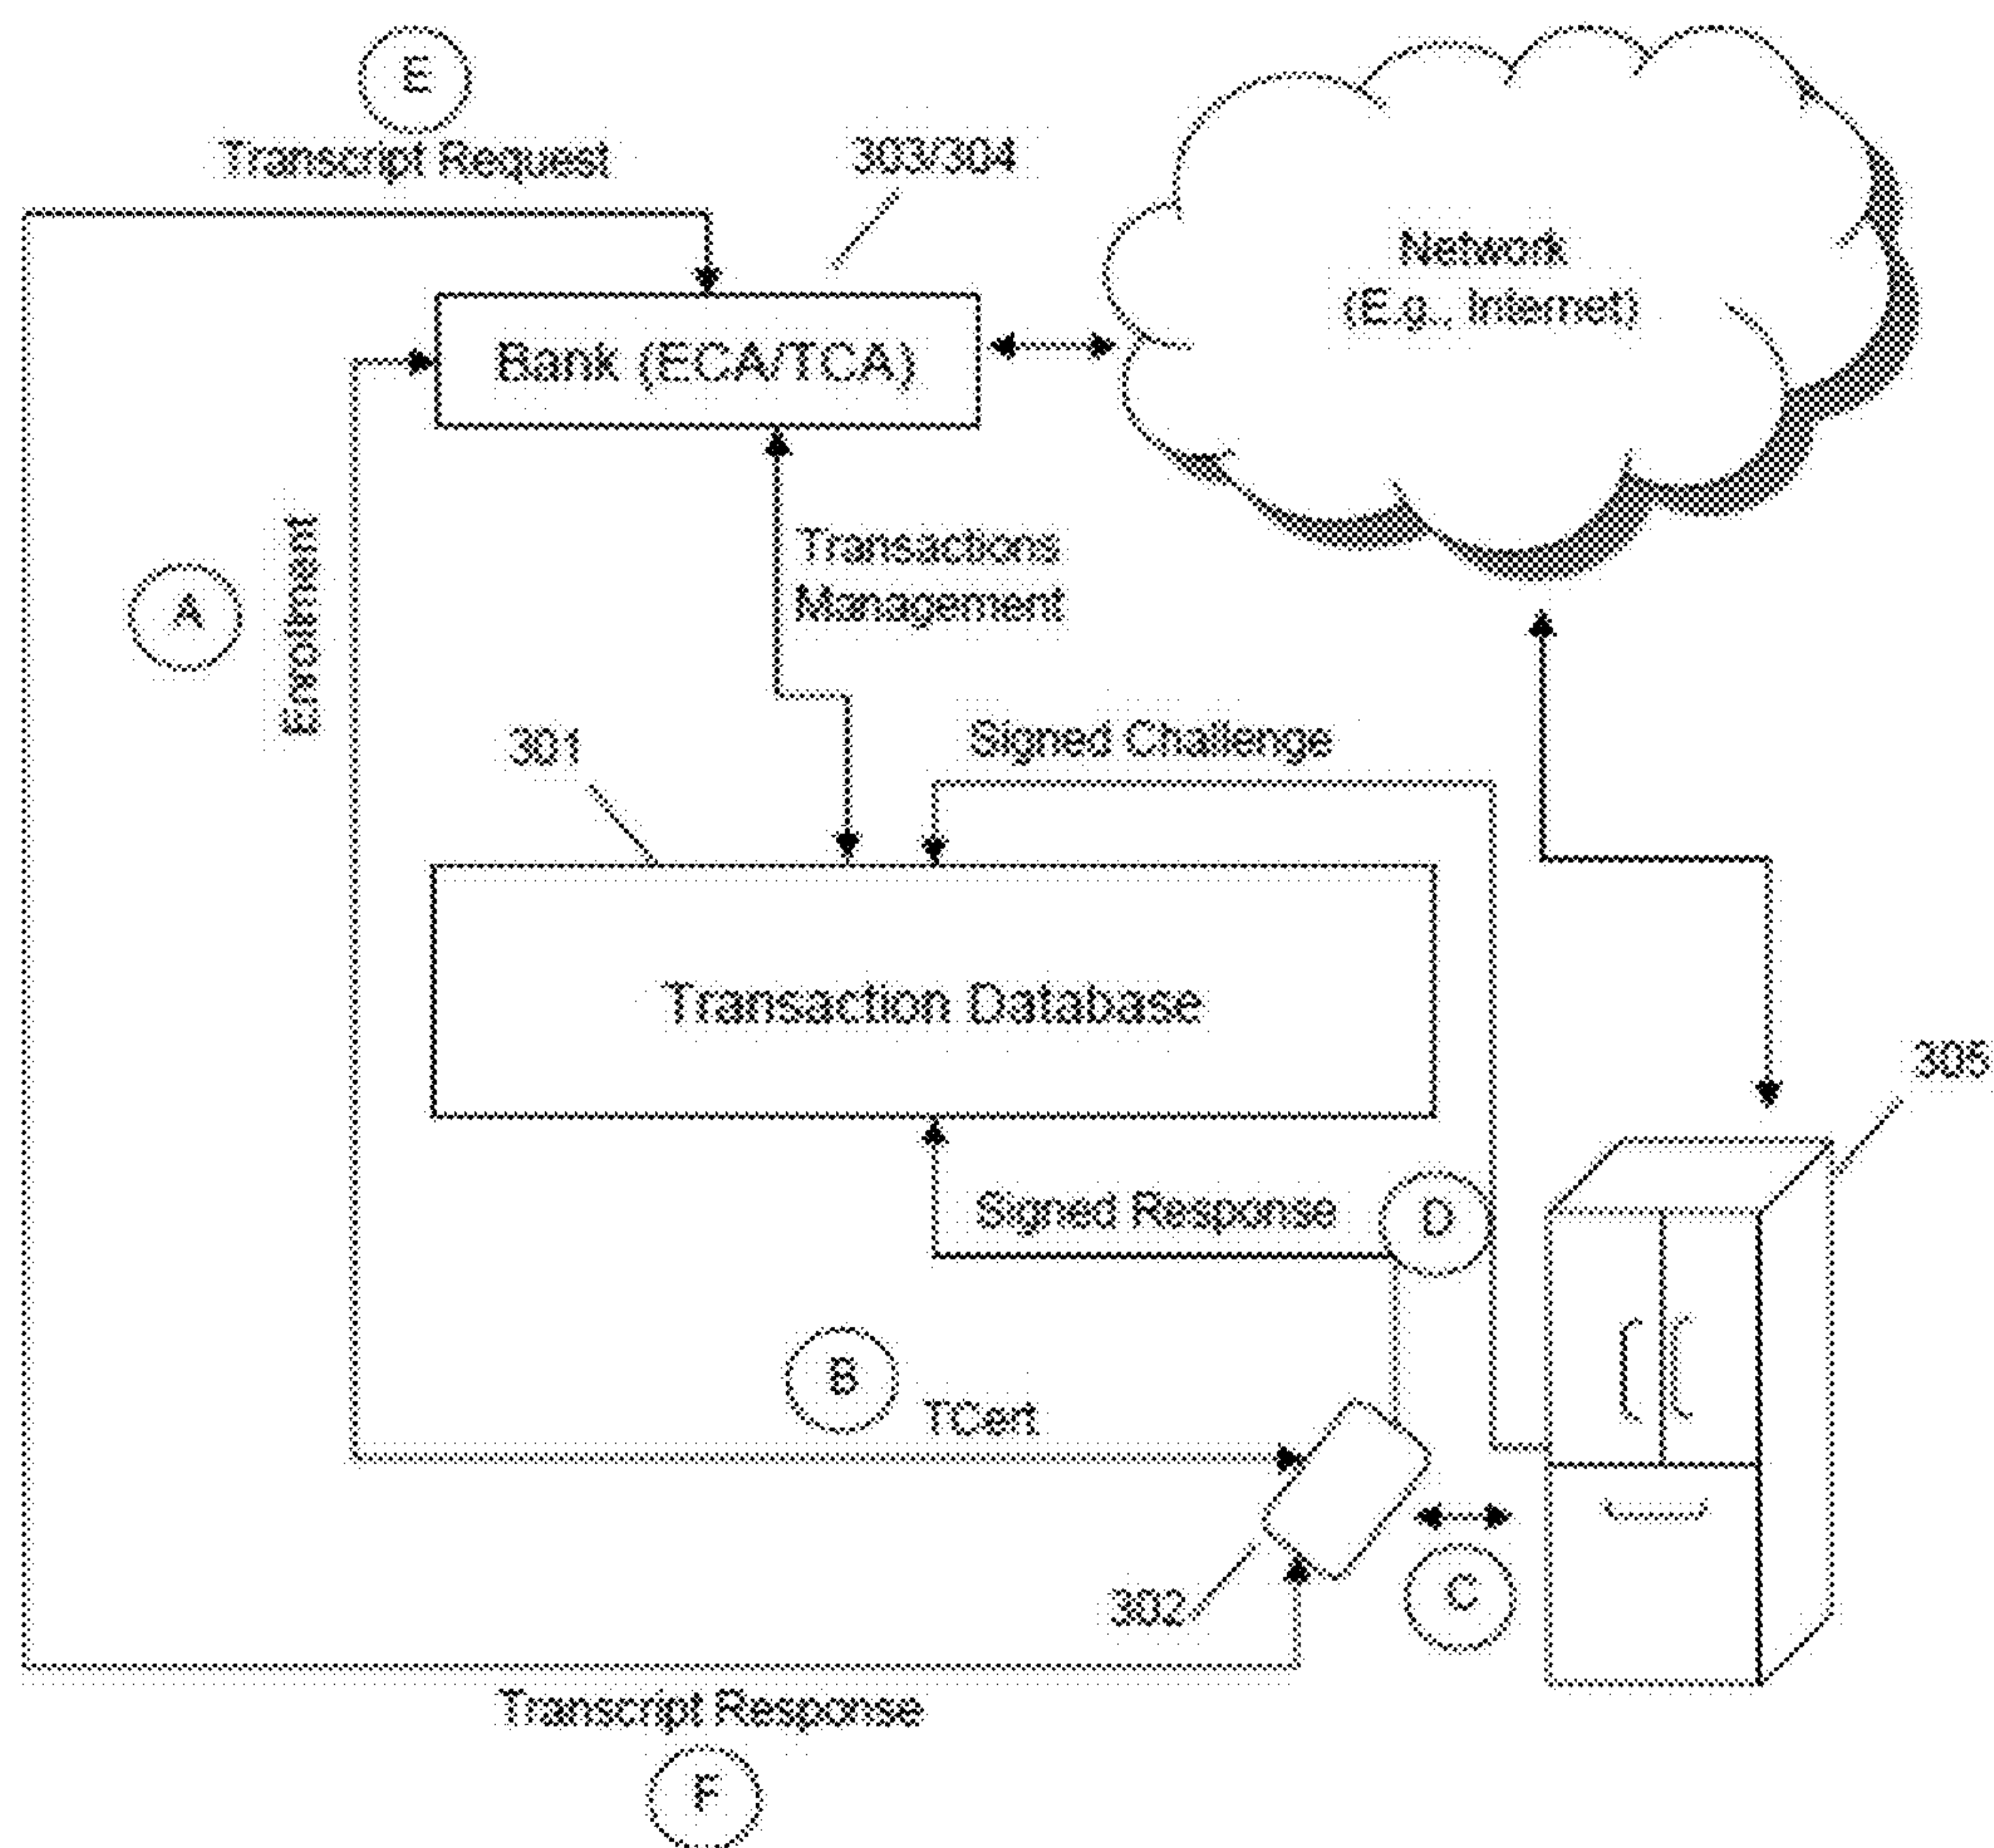 E
Transcript Request
303/304
Network
(E.g., Internet)
Bank (ECA/TCA)
Enrollment
A
Transactions
Management
301
Signed Challenge
Transaction Database
305
Signed Response
D
B
TCert
302
C
Transcript Response
F